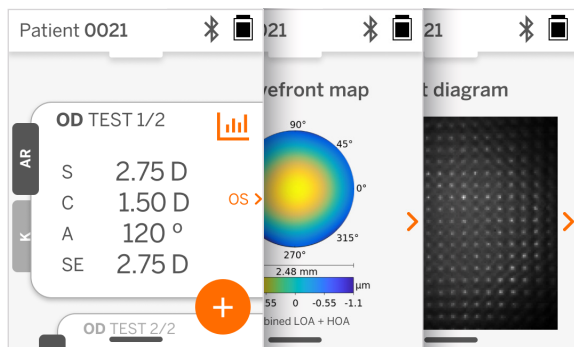 Patient 0021
OD TEST 1/2
AR
K
S 2.75 D
C 1.50 D
A 120 º
SE 2.75 D
OS
+
OD TEST 2/2
021
vefront map
90°
45°
0°
315°
270°
2.48 mm
µm
55 0 -0.55 -1.1
bined LOA + HOA
21
t diagram